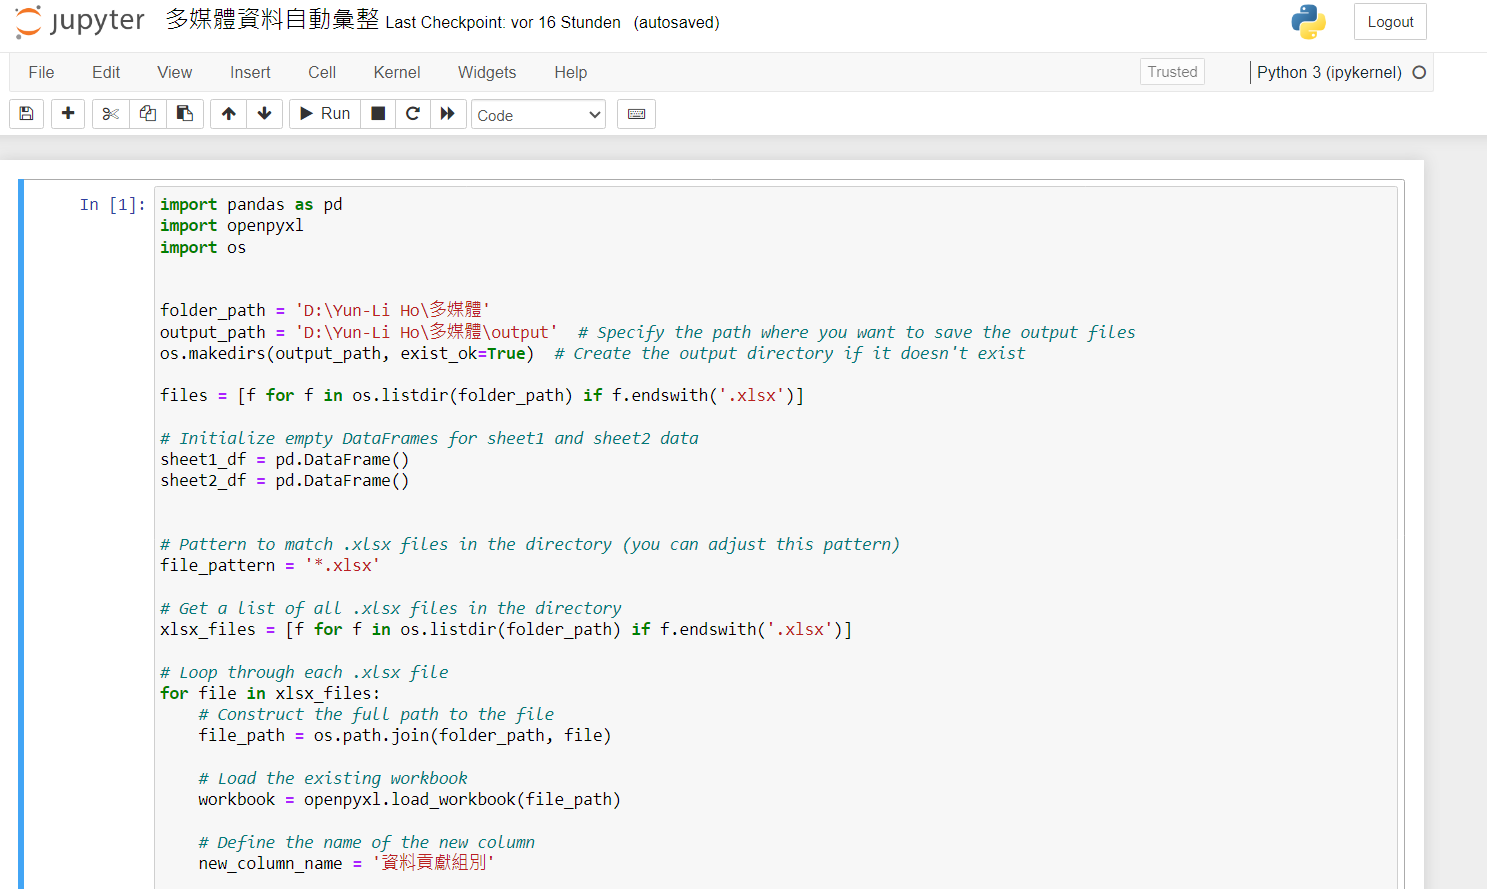 jupyter 多媒體資料自動彙整 Last Checkpoint: vor 16 Stunden (autosaved) Logout
File Edit View Insert Cell Kernel Widgets Help Trusted Python 3 (ipykernel)
Run Code
In [1]: import pandas as pd
import openpyxl
import os
folder_path = 'D:\Yun-Li Ho\多媒體'
output_path = 'D:\Yun-Li Ho\多媒體\output'  # Specify the path where you want to save the output files
os.makedirs(output_path, exist_ok=True)  # Create the output directory if it doesn't exist
files = [f for f in os.listdir(folder_path) if f.endswith('.xlsx')]
# Initialize empty DataFrames for sheet1 and sheet2 data
sheet1_df = pd.DataFrame()
sheet2_df = pd.DataFrame()
# Pattern to match .xlsx files in the directory (you can adjust this pattern)
file_pattern = '*.xlsx'
# Get a list of all .xlsx files in the directory
xlsx_files = [f for f in os.listdir(folder_path) if f.endswith('.xlsx')]
# Loop through each .xlsx file
for file in xlsx_files:
    # Construct the full path to the file
    file_path = os.path.join(folder_path, file)
    # Load the existing workbook
    workbook = openpyxl.load_workbook(file_path)
    # Define the name of the new column
    new_column_name = '資料貢獻組別'